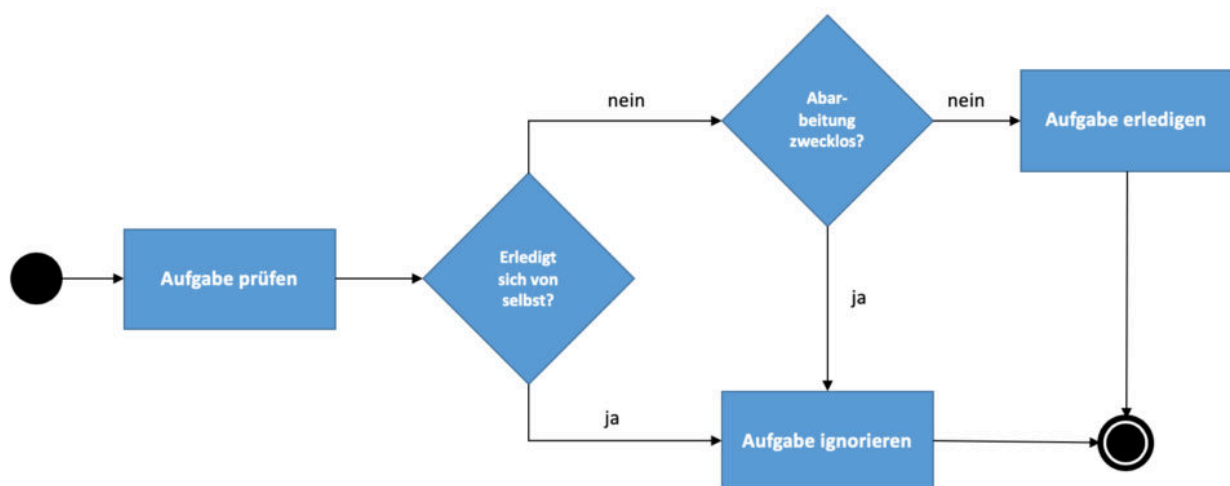 nein
Abar-
beitung
zwecklos?
nein
Aufgabe erledigen
Aufgabe prüfen
Erledigt
sich von
selbst?
ja
ja
Aufgabe ignorieren